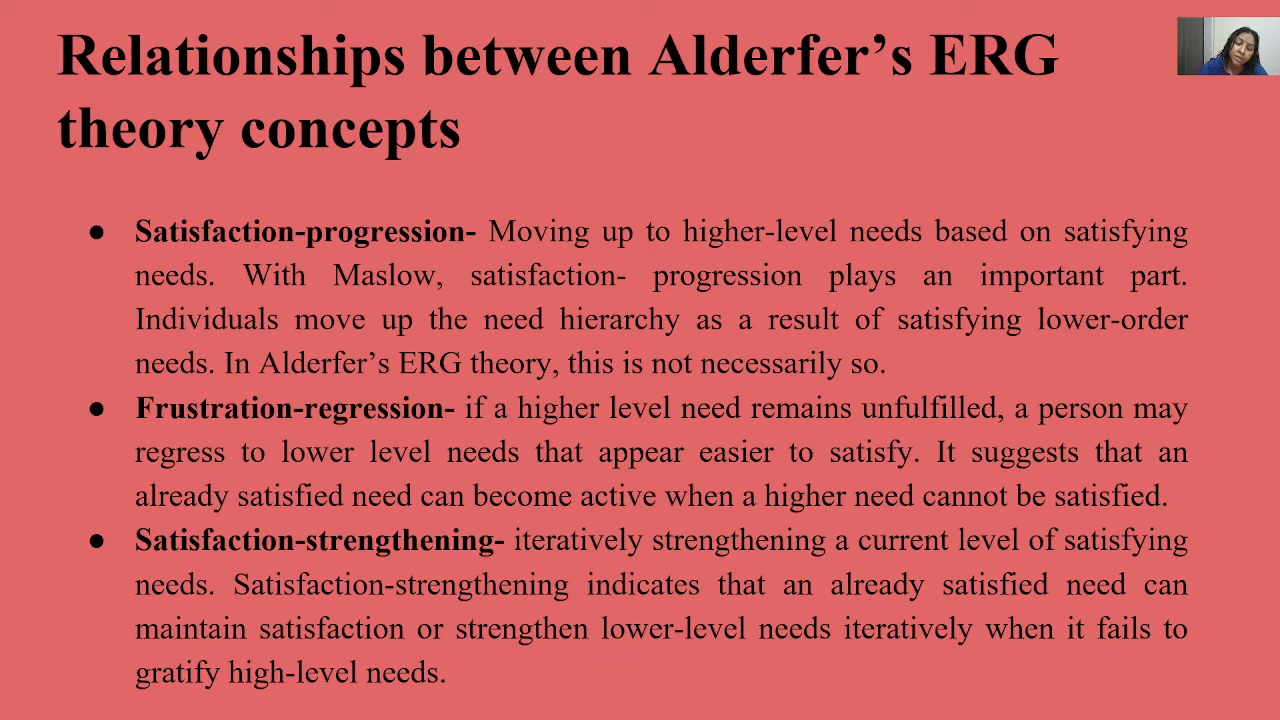 Relationships between Alderfer’s ERG
theory concepts
● Satisfaction-progression- Moving up to higher-level needs based on satisfying
needs. With Maslow, satisfaction- progression plays an important part.
Individuals move up the need hierarchy as a result of satisfying lower-order
needs. In Alderfer’s ERG theory, this is not necessarily so.
● Frustration-regression- if a higher level need remains unfulfilled, a person may
regress to lower level needs that appear easier to satisfy. It suggests that an
already satisfied need can become active when a higher need cannot be satisfied.
● Satisfaction-strengthening- iteratively strengthening a current level of satisfying
needs. Satisfaction-strengthening indicates that an already satisfied need can
maintain satisfaction or strengthen lower-level needs iteratively when it fails to
gratify high-level needs.